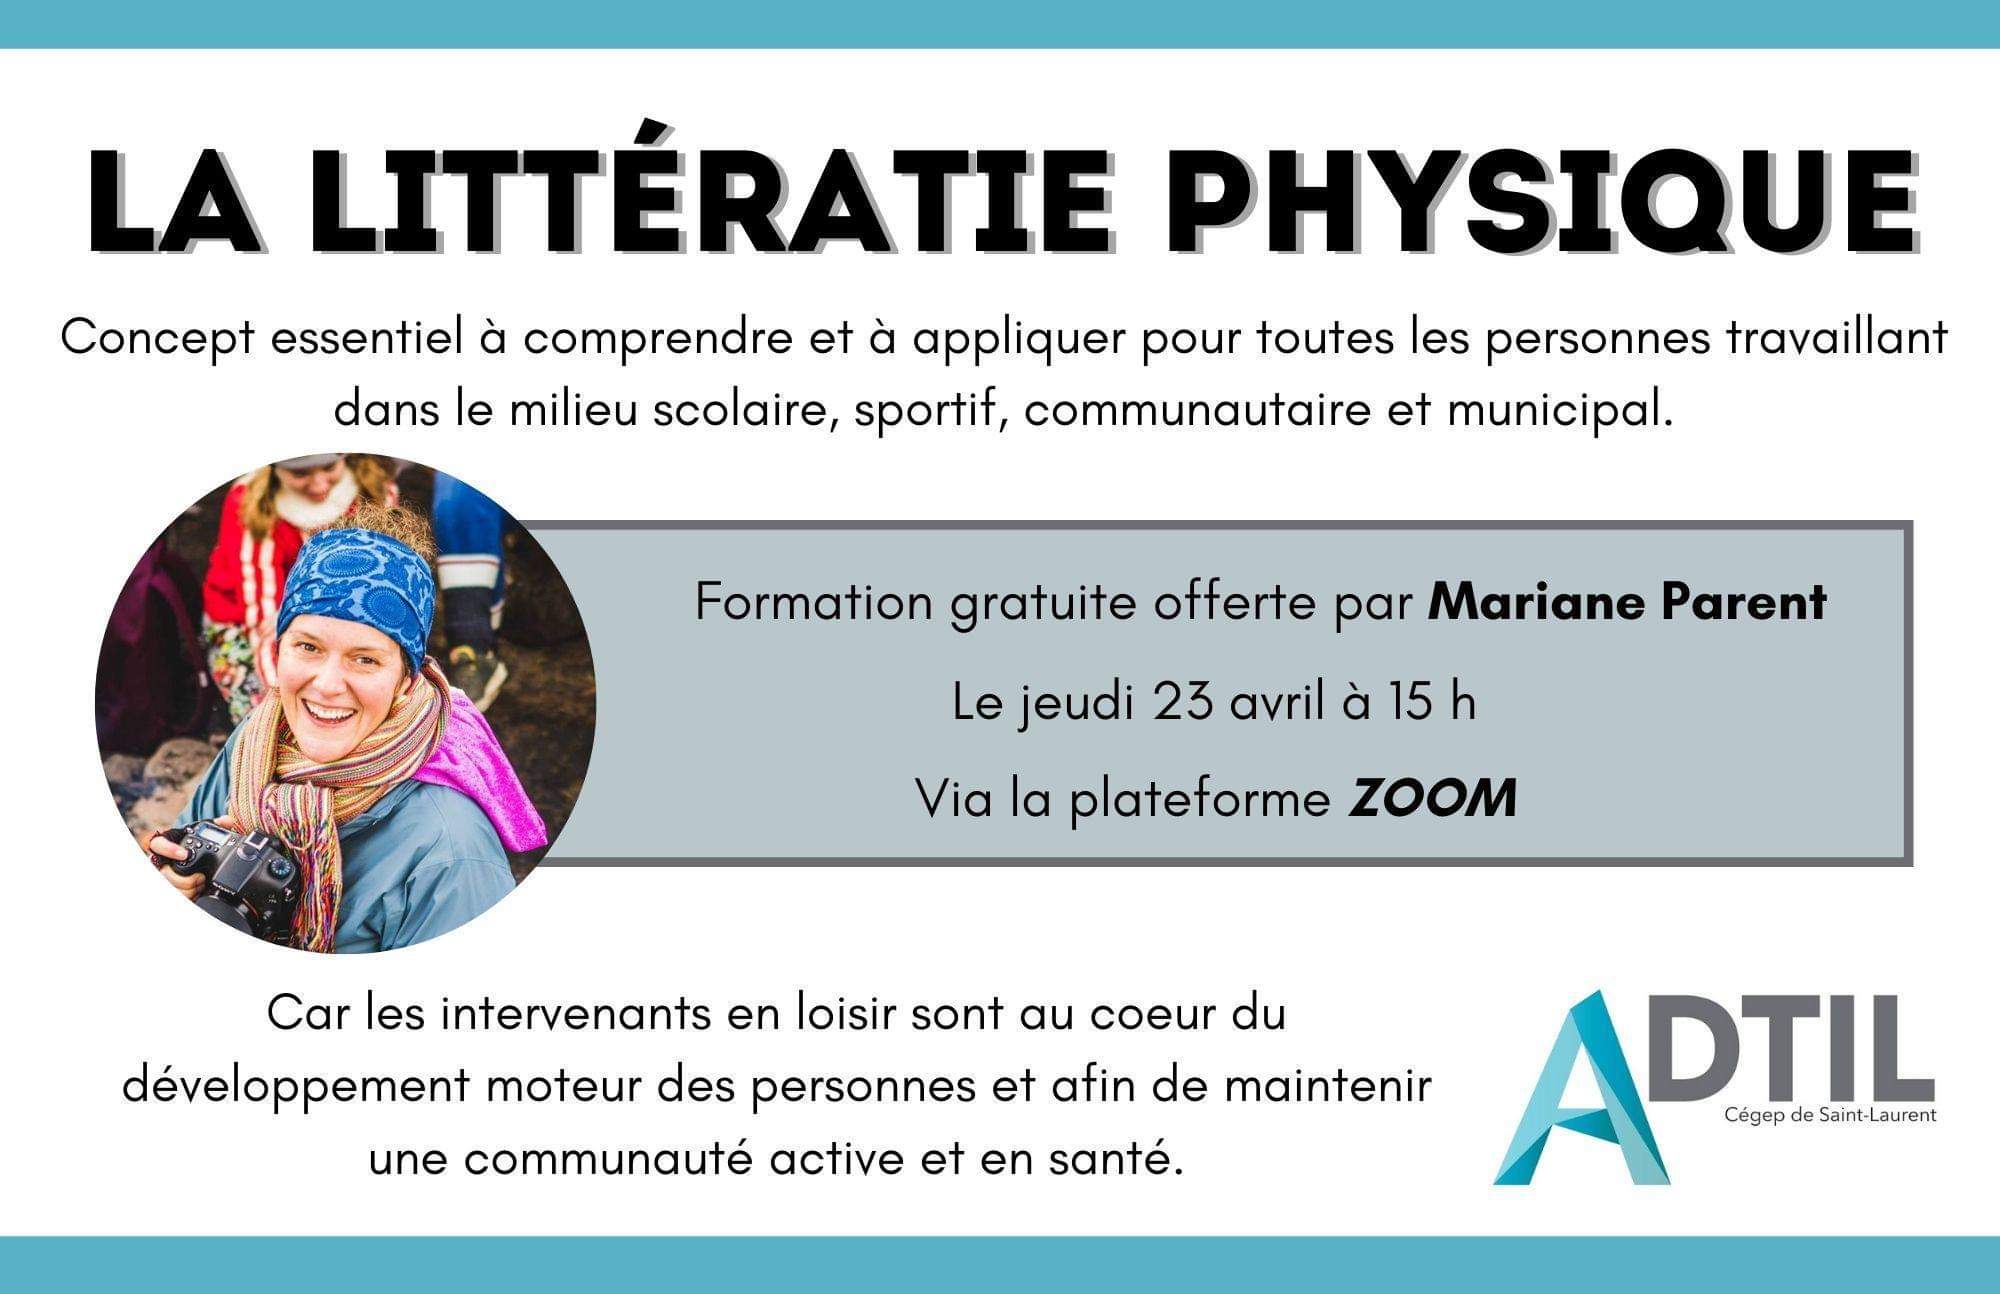 LA LITTÉRATIE PHYSIQUE
Concept essentiel à comprendre et à appliquer pour toutes les personnes travaillant
dans le milieu scolaire, sportif, communautaire et municipal.
Formation gratuite offerte par Mariane Parent
Le jeudi 23 avril à 15 h
Via la plateforme ZOOM
Car les intervenants en loisir sont au coeur du
développement moteur des personnes et afin de maintenir
une communauté active et en santé.
ADTIL
Cégep de Saint-Laurent